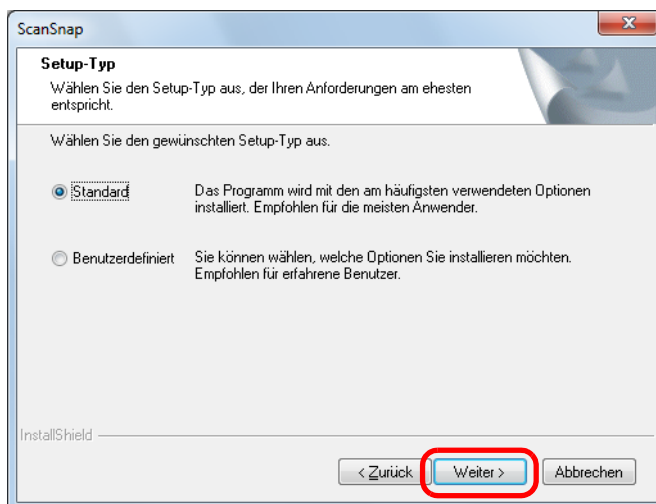 ScanSnap
Setup-Typ
Wählen Sie den Setup-Typ aus, der Ihren Anforderungen am ehesten
entspricht.
Wählen Sie den gewünschten Setup-Typ aus.
Standard
Das Programm wird mit den am häufigsten verwendeten Optionen
installiert. Empfohlen für die meisten Anwender.
Benutzerdefiniert
Sie können wählen, welche Optionen Sie installieren möchten.
Empfohlen für erfahrene Benutzer.
InstallShield
< Zurück
Weiter >
Abbrechen